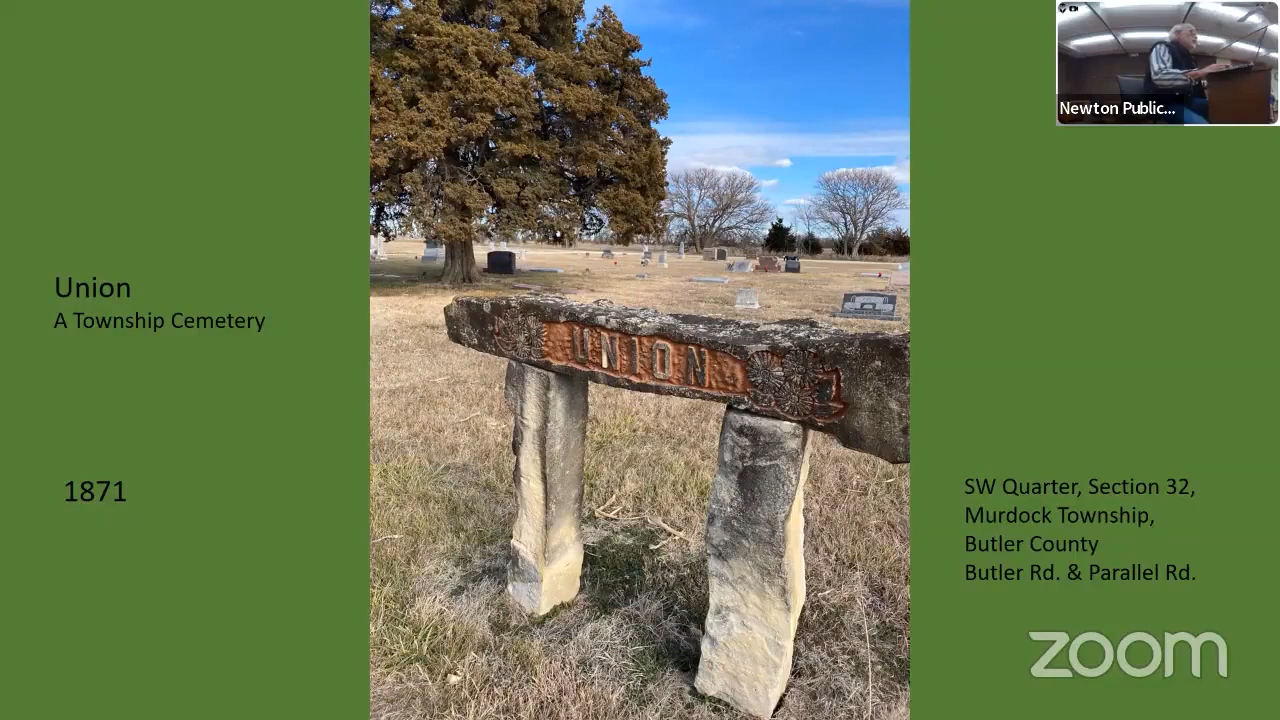 Newton Public...
Union
A Township Cemetery
1871
UNION
SW Quarter, Section 32,
Murdock Township,
Butler County
Butler Rd. & Parallel Rd.
zoom